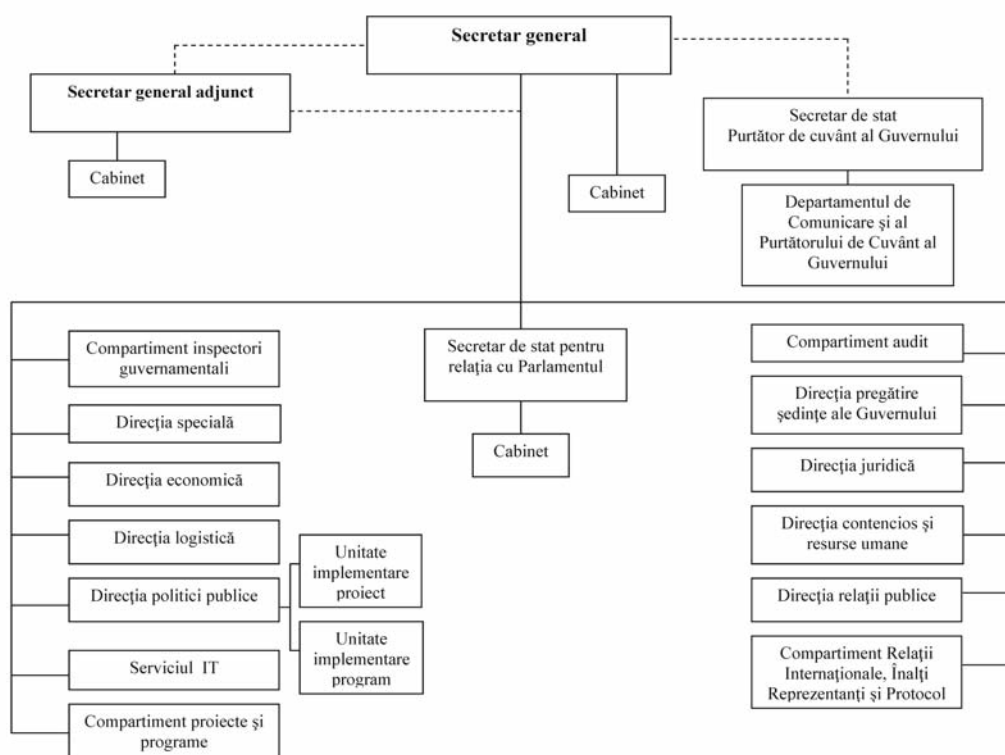 Secretar general
Secretar general adjunct
Cabinet
Cabinet
Secretar de stat
Purtător de cuvânt al Guvernului
Departamentul de
Comunicare şi al
Purtătorului de Cuvânt al
Guvernului
Compartiment inspectori
guvernamentali
Direcţia specială
Direcţia economică
Direcţia logistică
Direcţia politici publice
Unitate
implementare
proiect
Unitate
implementare
program
Serviciul IT
Compartiment proiecte şi
programe
Secretar de stat pentru
relaţia cu Parlamentul
Cabinet
Compartiment audit
Direcţia pregătire
şedinţe ale Guvernului
Direcţia juridică
Direcţia contencios şi
resurse umane
Direcţia relaţii publice
Compartiment Relaţii
Internaţionale, Înalţi
Reprezentanţi şi Protocol